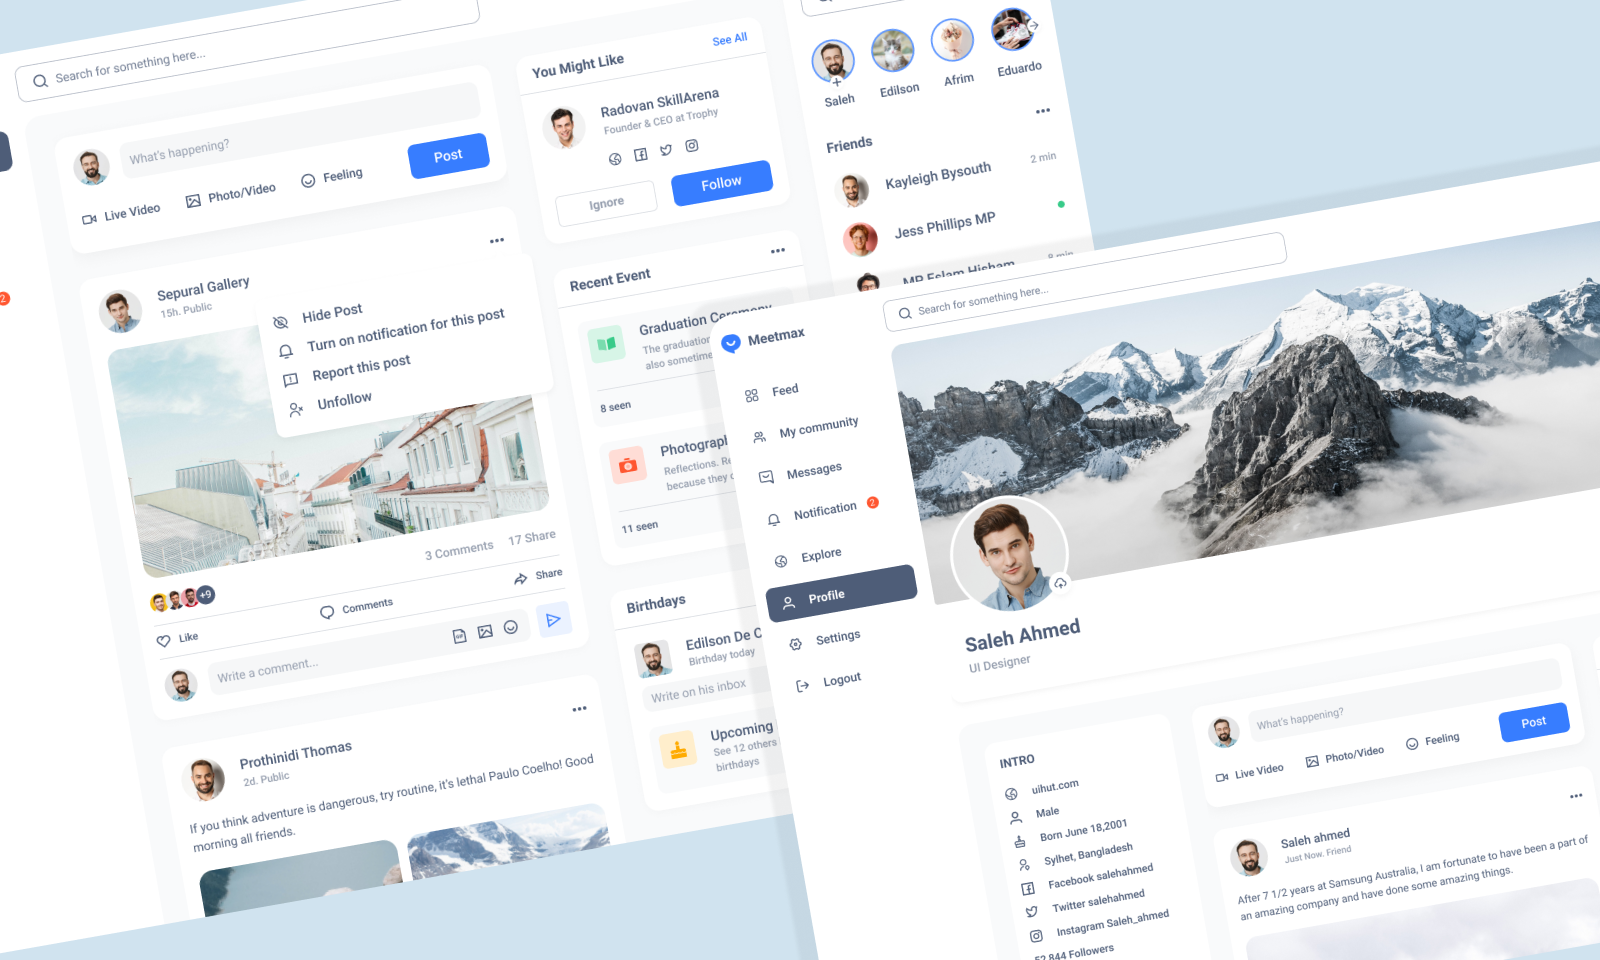 Search for something here...
What's happening?
Live Video
Photo/Video
Feeling
Post
Sepural Gallery
15h. Public
Hide Post
Turn on notification for this post
Report this post
Unfollow
3 Comments
17 Share
+9
Like
Comments
Share
Write a comment...
Prothinidi Thomas
2d. Public
If you think adventure is dangerous, try routine, it's lethal Paulo Coelho! Good
morning all friends.
2
You Might Like
See All
Radovan SkillArena
Founder & CEO at Trophy
Ignore
Follow
Recent Event
Graduation Ceremony
The graduation
also sometime
8 seen
Reflections. Re
because they
11 seen
Birthdays
Edilson De C
Birthday today
Write on his inbox
Upcoming
See 12 others
birthdays
Saleh
Edilson
Afrim
Eduardo
Friends
Kayleigh Bysouth
2 min
Jess Phillips MP
MP Eslam Hisham
8 min
Meetmax
Search for something here...
Feed
My community
Messages
Notification
2
Explore
Profile
Settings
Logout
Saleh Ahmed
UI Designer
INTRO
uihut.com
Male
Born June 18,2001
Sylhet, Bangladesh
Facebook salehahmed
Twitter salehahmed
Instagram Saleh_ahmed
52,844 Followers
What's happening?
Live Video
Photo/Video
Feeling
Post
Saleh ahmed
Just Now. Friend
After 7 1/2 years at Samsung Australia, I am fortunate to have been a part of
an amazing company and have done some amazing things.